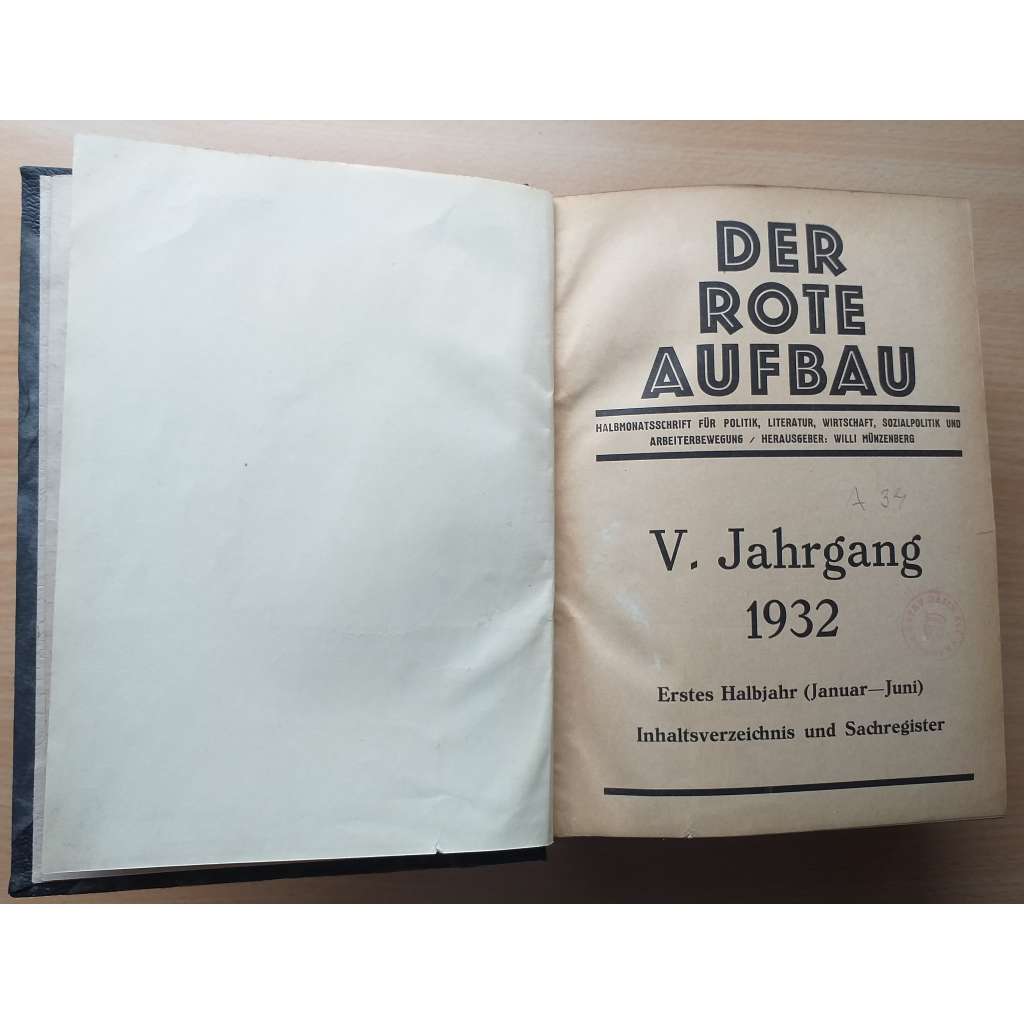 DER
ROTE
AUFBAU
HALBMONATSSCHRIFT FÜR POLITIK, LITERATUR, WIRTSCHAFT, SOZIALPOLITIK UND
ARBEITERBEWEGUNG / HERAUSGEBER: WILLI MÜNZENBERG
A 34
V. Jahrgang
1932
Erstes Halbjahr (Januar—Juni)
Inhaltsverzeichnis und Sachregister